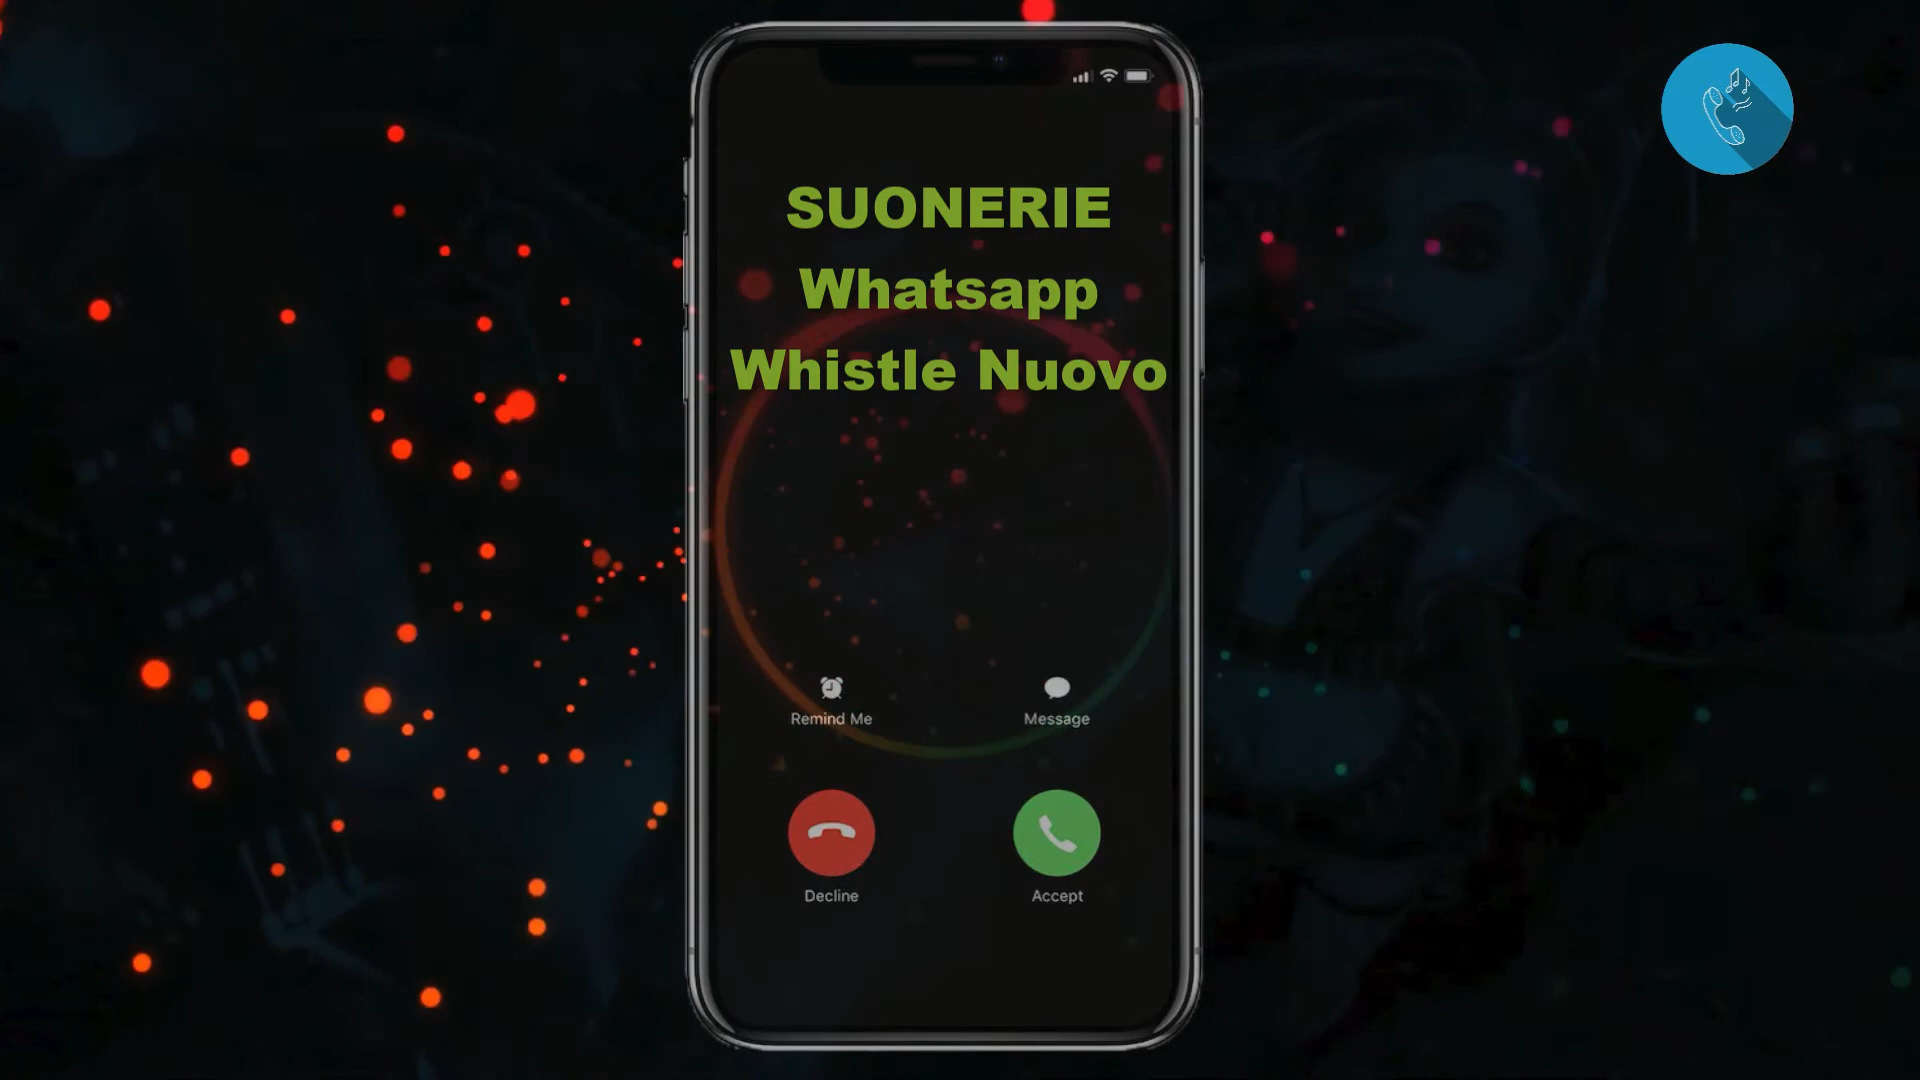 SUONERIE
Whatsapp
Whistle Nuovo
Remind Me
Message
Decline
Accept